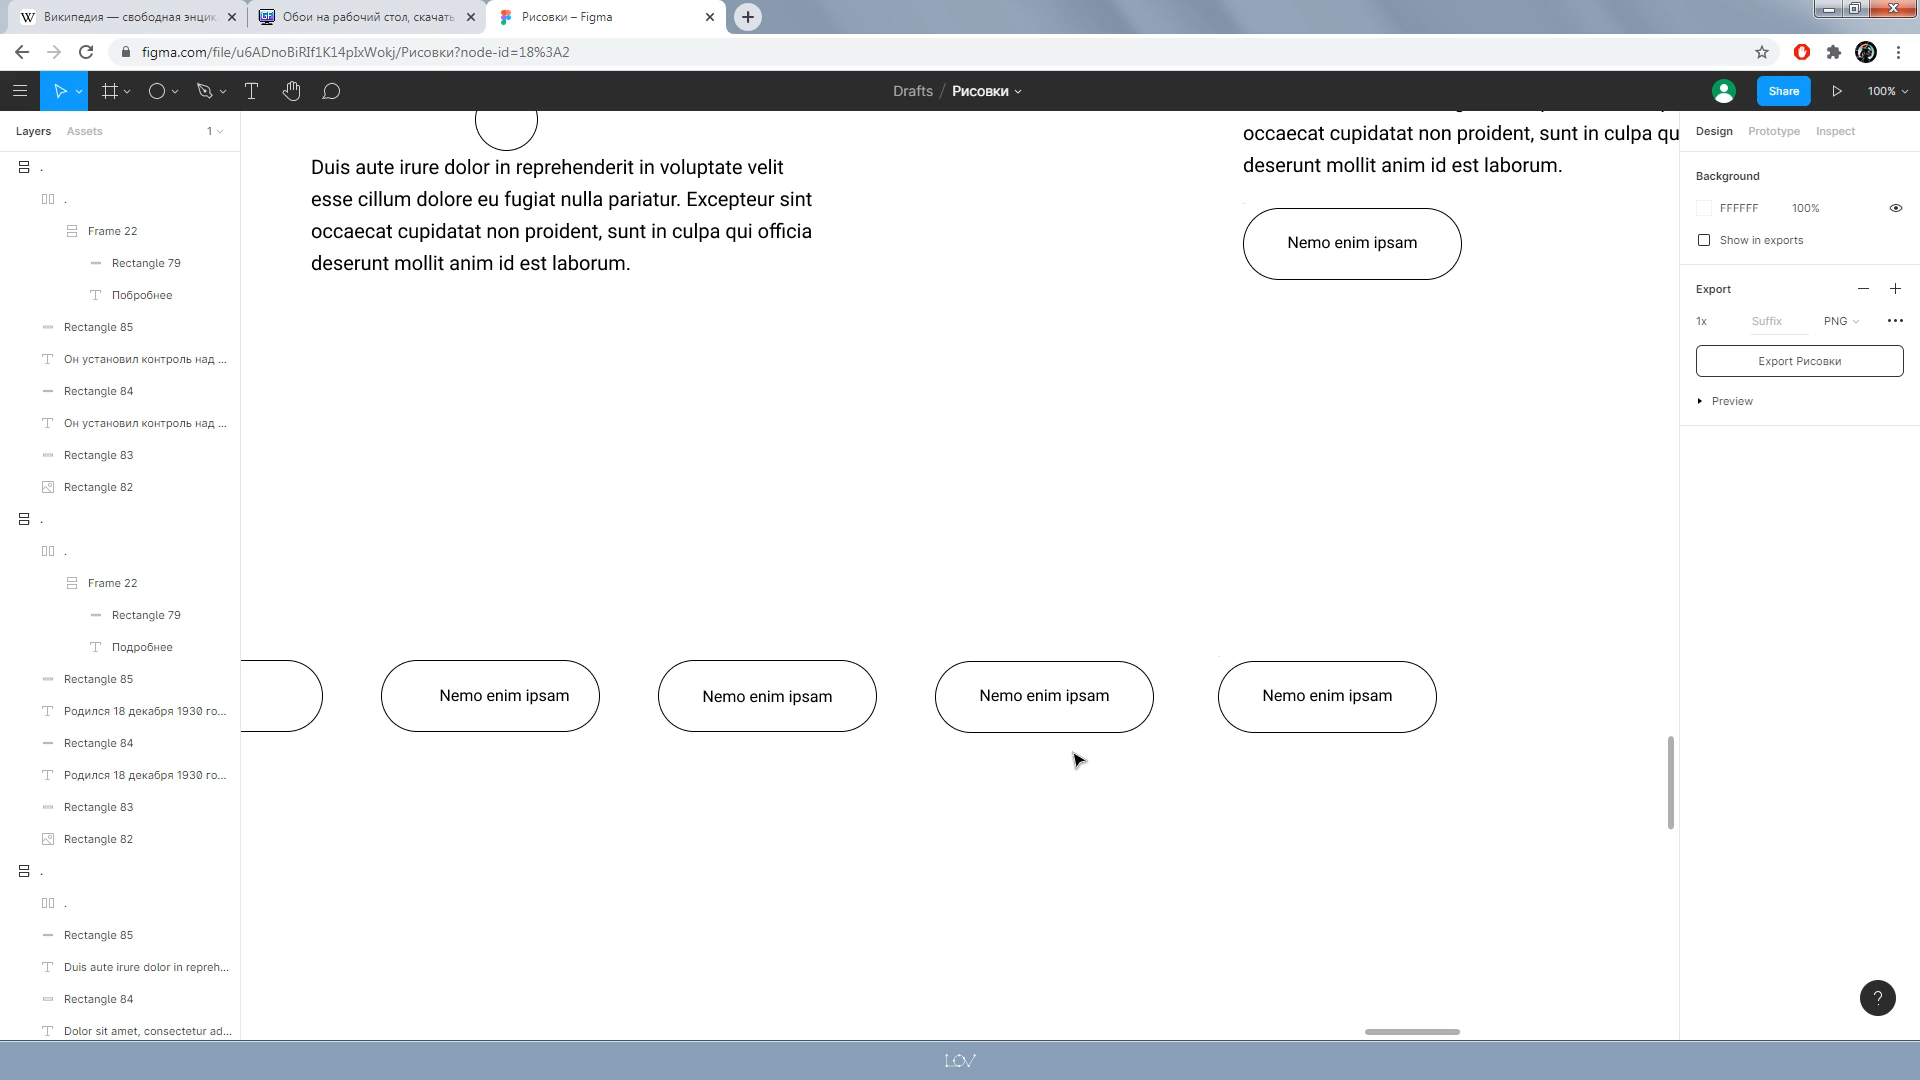 Википедия — свободная энцик
Обои на рабочий стол, скачать
Рисовки – Figma
figma.com/file/u6ADnoBiRIf1K14pIxWokj/Рисовки?node-id=18%3A2
Drafts / Рисовки
Share
100%
Layers
Assets
1
.
.
Frame 22
Rectangle 79
Побробнее
Rectangle 85
Он установил контроль над ...
Rectangle 84
Он установил контроль над ...
Rectangle 83
Rectangle 82
.
.
Frame 22
Rectangle 79
Подробнее
Rectangle 85
Родился 18 декабря 1930 го...
Rectangle 84
Родился 18 декабря 1930 го...
Rectangle 83
Rectangle 82
.
.
Rectangle 85
Duis aute irure dolor in repreh...
Rectangle 84
Dolor sit amet, consectetur ad...
Duis aute irure dolor in reprehenderit in voluptate velit
esse cillum dolore eu fugiat nulla pariatur. Excepteur sint
occaecat cupidatat non proident, sunt in culpa qui officia
deserunt mollit anim id est laborum.
occaecat cupidatat non proident, sunt in culpa qu
deserunt mollit anim id est laborum.
Nemo enim ipsam
Nemo enim ipsam
Nemo enim ipsam
Nemo enim ipsam
Nemo enim ipsam
Design
Prototype
Inspect
Background
FFFFFF
100%
Show in exports
Export
1x
Suffix
PNG
Export Рисовки
Preview
?
LOV